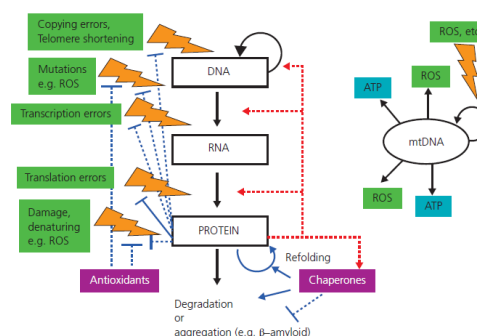 Copying errors,
Telomere shortening
Mutations
e.g. ROS
Transcription errors
Translation errors
Damage,
denaturing
e.g. ROS
Antioxidants
DNA
RNA
PROTEIN
Refolding
Chaperones
Degradation
or
aggregation (e.g. β–amyloid)
ROS, etc
ROS
ATP
mtDNA
ROS
ATP